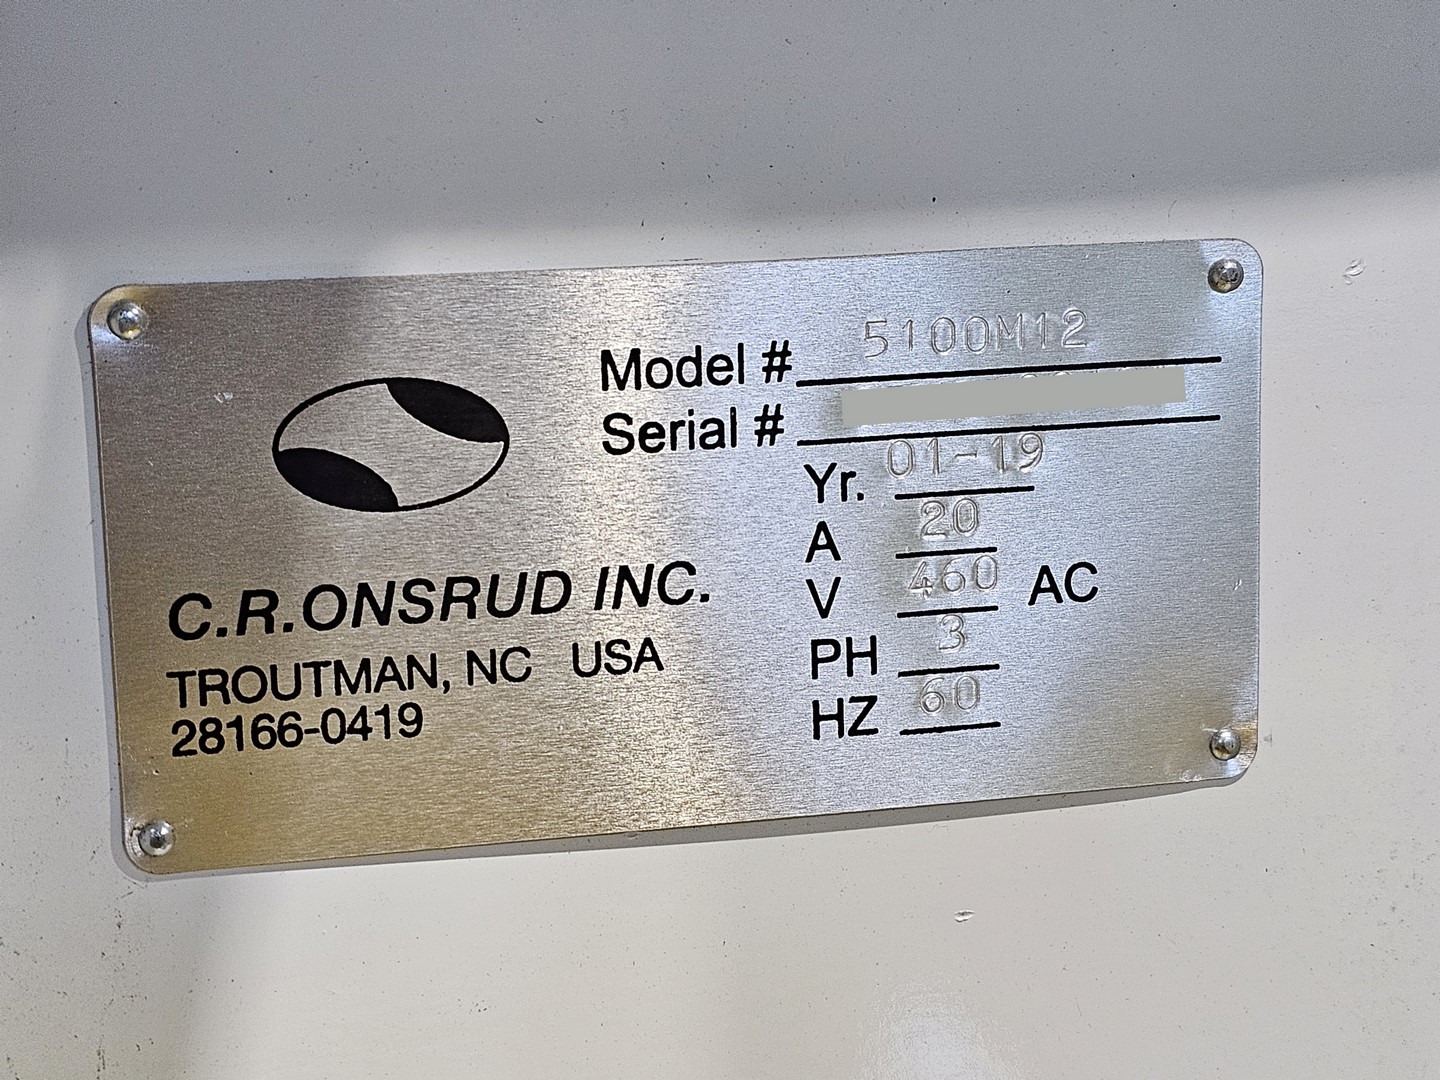 Model # 5100M12
Serial #
Yr. 01-19
A 20
V 460 AC
PH 3
HZ 60
C.R.ONSRUD INC.
TROUTMAN, NC USA
28166-0419